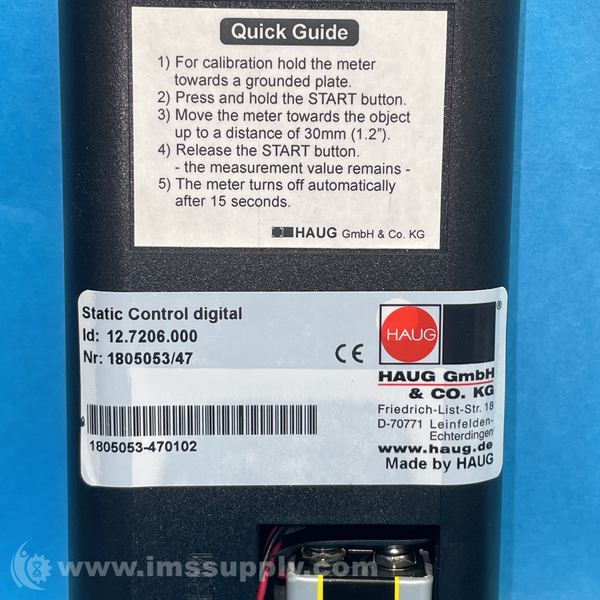 Quick Guide
1) For calibration hold the meter
towards a grounded plate.
2) Press and hold the START button.
3) Move the meter towards the object
up to a distance of 30mm (1.2").
4) Release the START button.
- the measurement value remains -
5) The meter turns off automatically
after 15 seconds.
HAUG GmbH & Co. KG
Static Control digital
Id: 12.7206.000
Nr: 1805053/47
CE
HAUG
®
HAUG GmbH
& CO. KG
Friedrich-List-Str. 18
D-70771 Leinfelden-
Echterdingen
www.haug.de
Made by HAUG
1805053-470102
www.imssupply.com